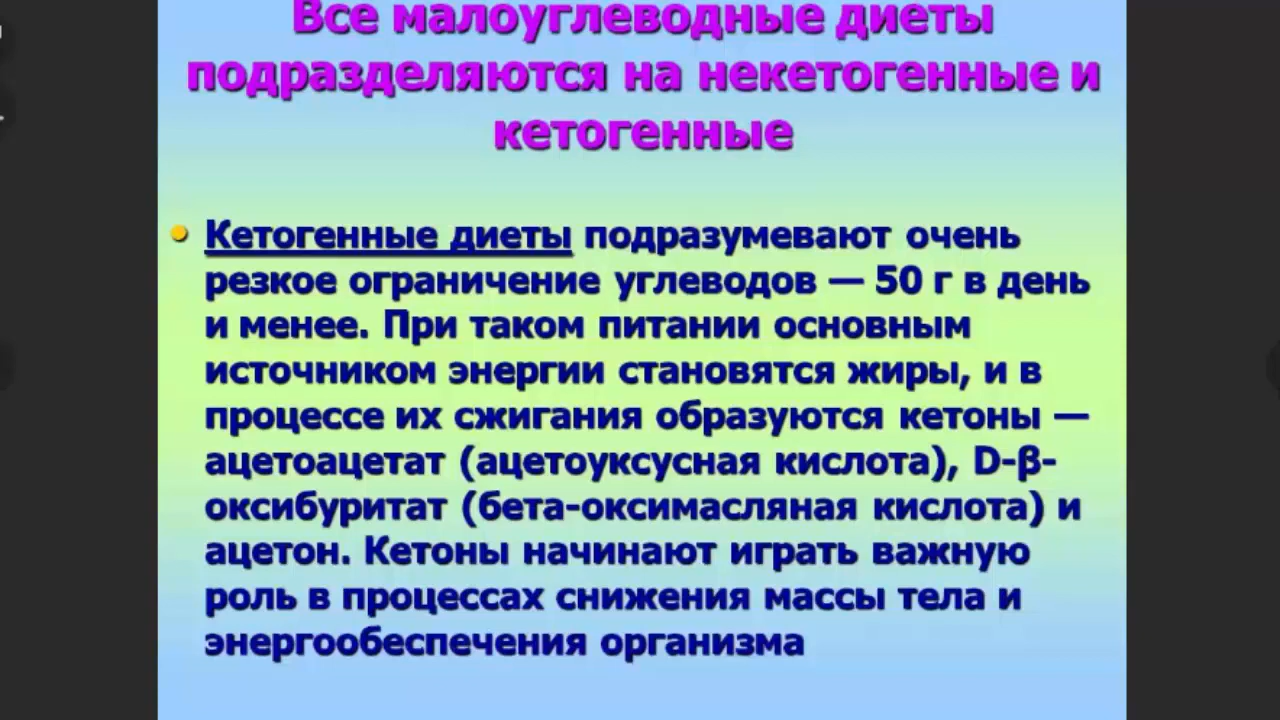 Все малоуглеводные диеты
подразделяются на некетогенные и
кетогенные
• Кетогенные диеты подразумевают очень
резкое ограничение углеводов — 50 г в день
и менее. При таком питании основным
источником энергии становятся жиры, и в
процессе их сжигания образуются кетоны —
ацетоацетат (ацетоуксусная кислота), D-β-
оксибуритат (бета-оксимасляная кислота) и
ацетон. Кетоны начинают играть важную
роль в процессах снижения массы тела и
энергообеспечения организма